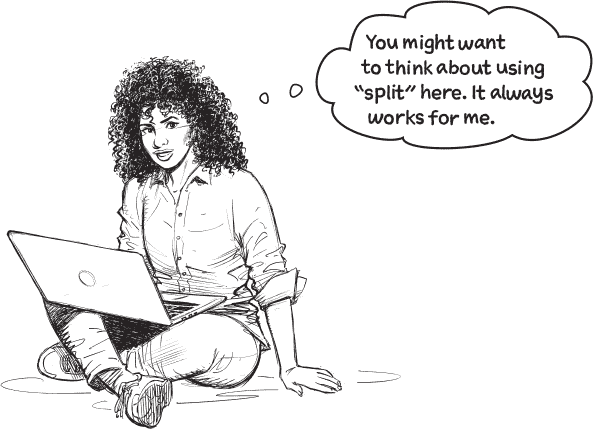 You might want
to think about using
“split” here. It always
works for me.